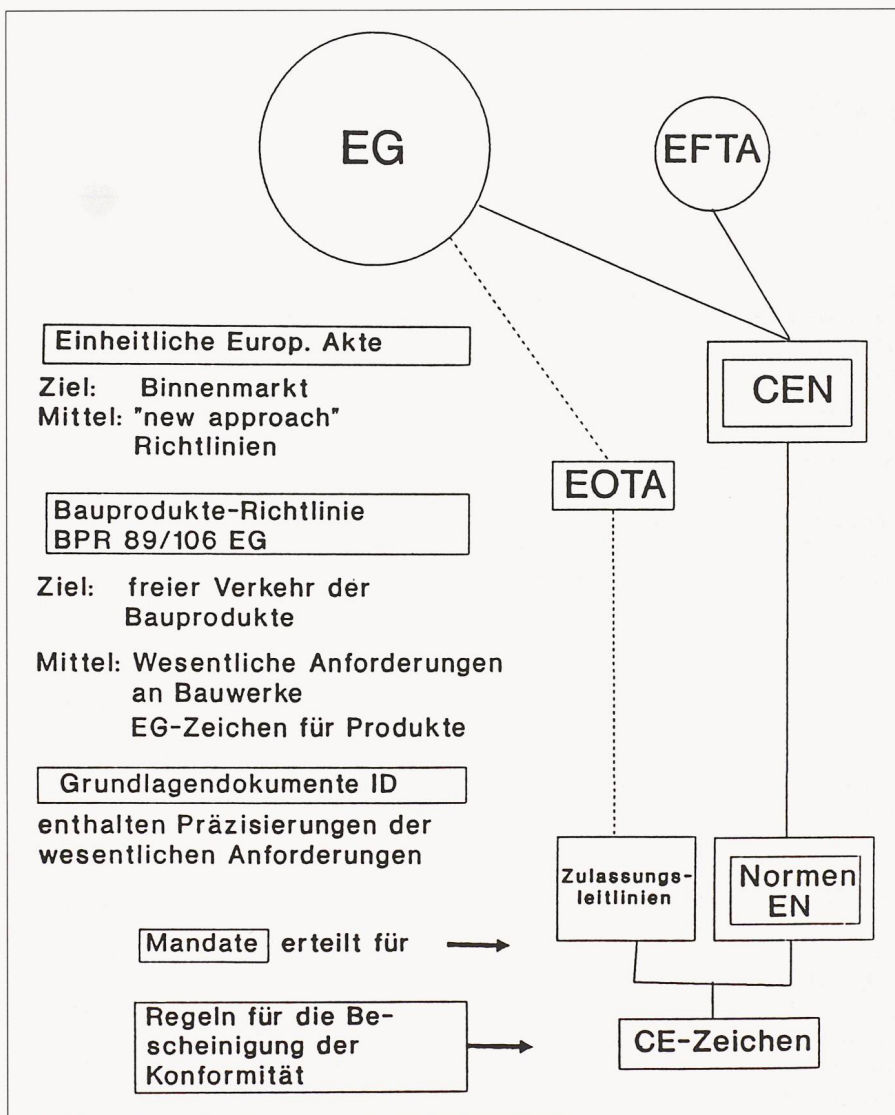 EG
EFTA
Einheitliche Europ. Akte
Ziel: Binnenmarkt
Mittel: "new approach"
Richtlinien
CEN
EOTA
Bauprodukte-Richtlinie
BPR 89/106 EG
Ziel: freier Verkehr der
Bauprodukte
Mittel: Wesentliche Anforderungen
an Bauwerke
EG-Zeichen für Produkte
Grundlagendokumente ID
enthalten Präzisierungen der
wesentlichen Anforderungen
Zulassungs-
leitlinien
Normen
EN
Mandate erteilt für
Regeln für die Be-
scheinigung der
Konformität
CE-Zeichen